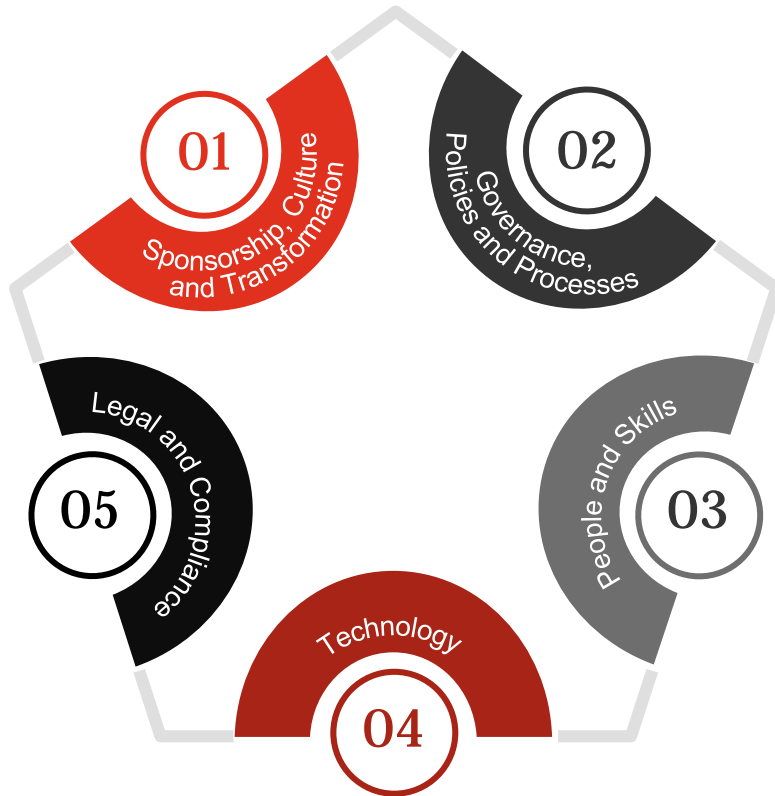 01
Sponsorship, Culture
and Transformation
02
Governance,
Policies and Processes
03
People and Skills
04
Technology
05
Legal and Compliance